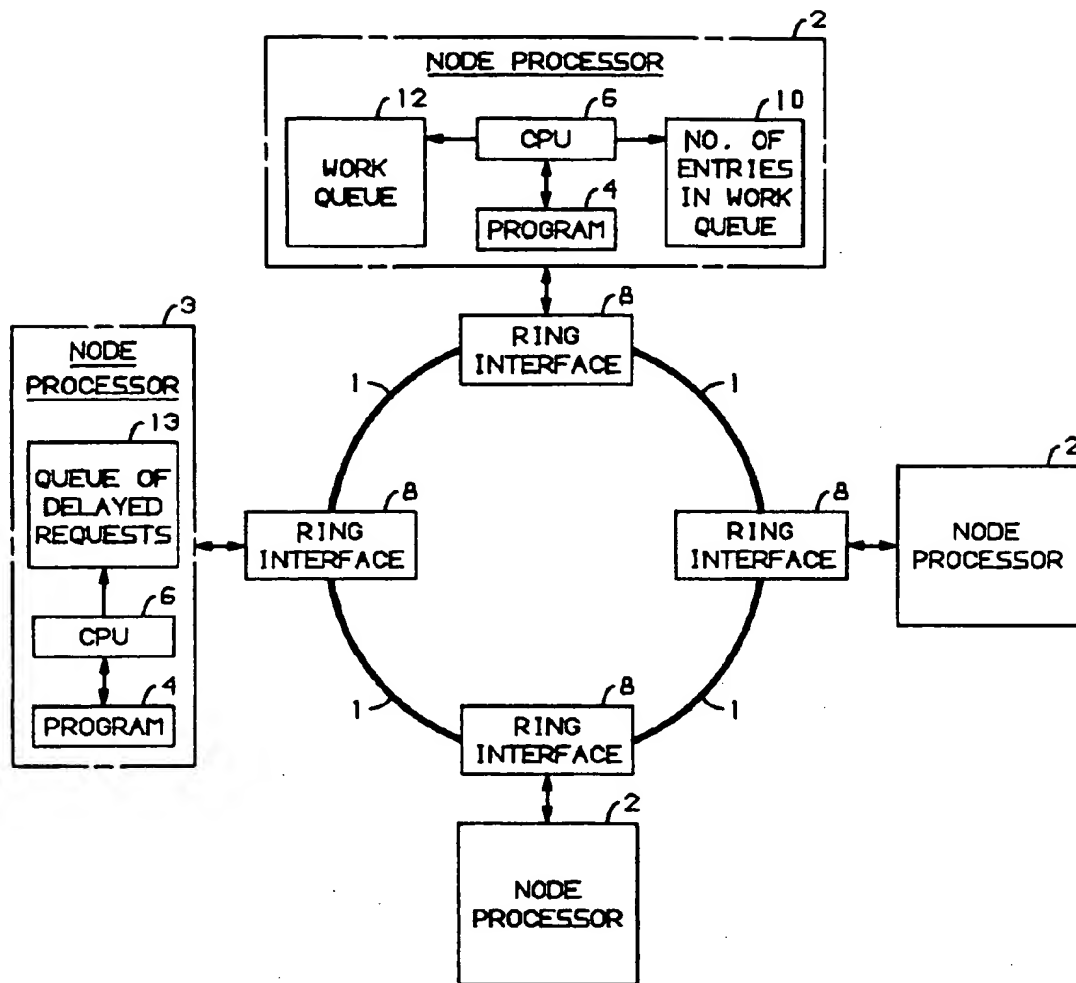 2
NODE PROCESSOR
12
6
10
WORK
QUEUE
CPU
NO. OF
ENTRIES
IN WORK
QUEUE
4
PROGRAM
8
RING
INTERFACE
3
NODE
PROCESSOR
13
QUEUE OF
DELAYED
REQUESTS
6
CPU
4
PROGRAM
1
1
8
RING
INTERFACE
8
RING
INTERFACE
2
NODE
PROCESSOR
1
1
8
RING
INTERFACE
2
NODE
PROCESSOR